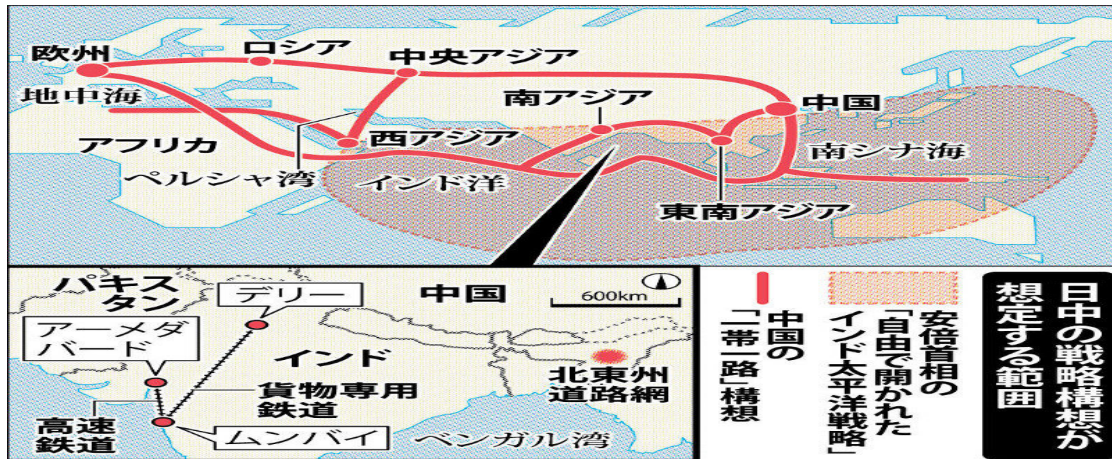 欧州
ロシア
中央アジア
地中海
南アジア
中国
アフリカ
西アジア
南シナ海
ペルシャ湾
インド洋
東南アジア
パキス
タン
デリー
中国
600km
アーメダ
バード
インド
北東州
道路網
貨物専用
鉄道
高速
鉄道
ムンバイ
ベンガル湾
日中の戦略構想が
想定する範囲
安倍首相の
「自由で開かれた
インド太平洋戦略」
中国の
「一帯一路」構想